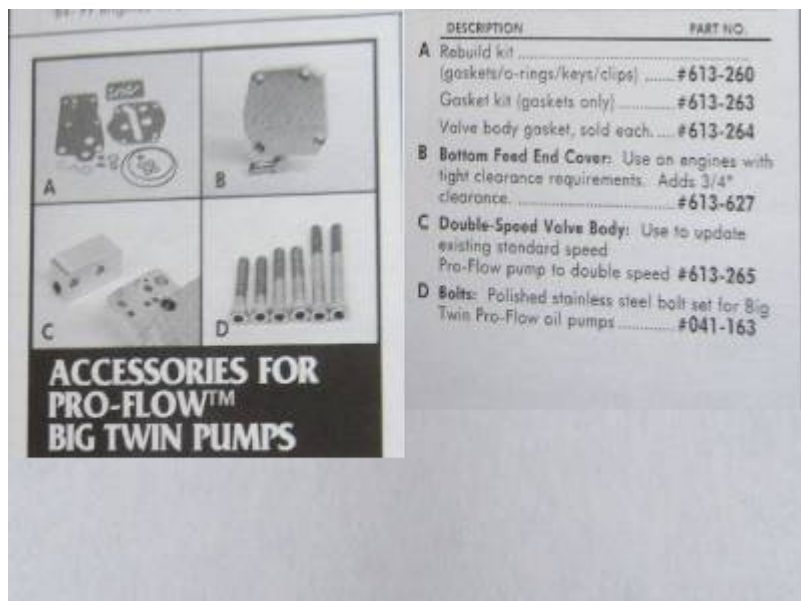 A
B
C
D
ACCESSORIES FOR
PRO-FLOW™
BIG TWIN PUMPS
DESCRIPTION PART NO.
A Rebuild kit ........................................
(gaskets/o-rings/keys/clips) ...... #613-260
Gasket kit (gaskets only) ............ #613-263
Valve body gasket, sold each. .... #613-264
B Bottom Feed End Cover: Use on engines with
tight clearance requirements. Adds 3/4"
clearance. ................................ #613-627
C Double-Speed Valve Body: Use to update
existing standard speed
Pro-Flow pump to double speed #613-265
D Bolts: Polished stainless steel bolt set for Big
Twin Pro-Flow oil pumps ............ #041-163